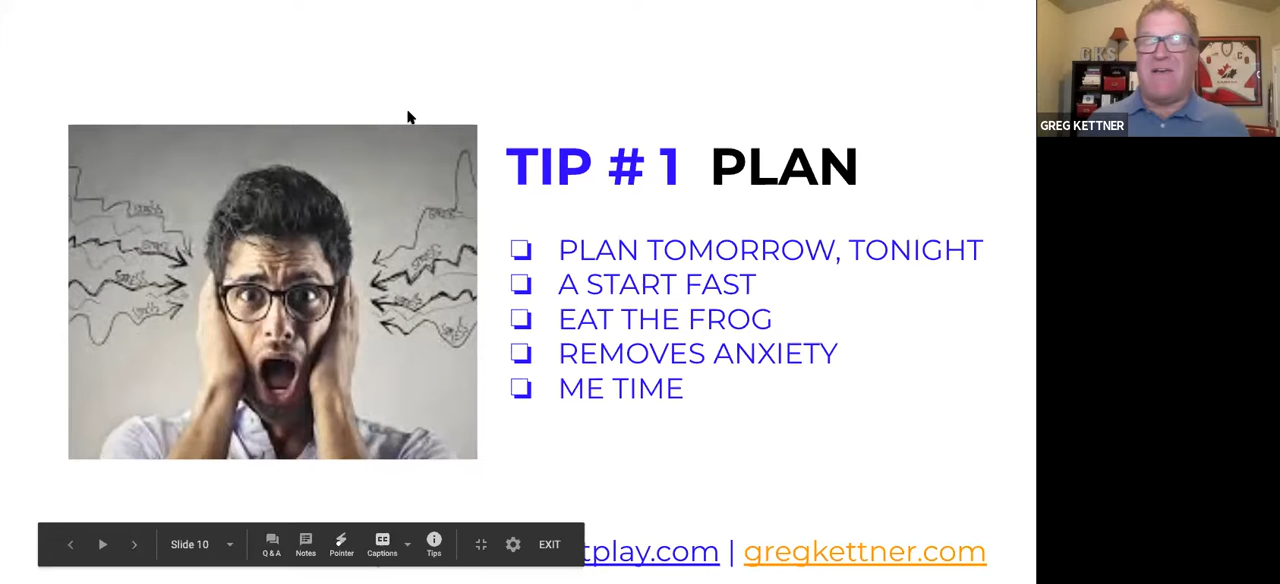 TIP # 1 PLAN
PLAN TOMORROW, TONIGHT
A START FAST
EAT THE FROG
REMOVES ANXIETY
ME TIME
tplay.com | gregkettner.com
Slide 10
Q & A
Notes
Pointer
Captions
Tips
EXIT
GKS
GREG KETTNER